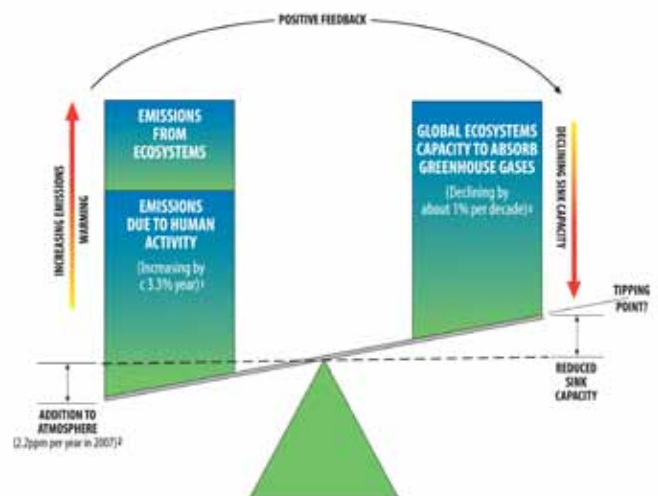 POSITIVE FEEDBACK
INCREASING EMISSIONS
WARMING
EMISSIONS
FROM
ECOSYSTEMS
EMISSIONS
DUE TO HUMAN
ACTIVITY
(Increasing by
c 3.3% year)¹
GLOBAL ECOSYSTEMS
CAPACITY TO ABSORB
GREENHOUSE GASES
(Declining by
about 1% per decade)
DECLINING SINK CAPACITY
TIPPING
POINT?
REDUCED
SINK
CAPACITY
ADDITION TO
ATMOSPHERE
(2.2ppm per year in 2007)²